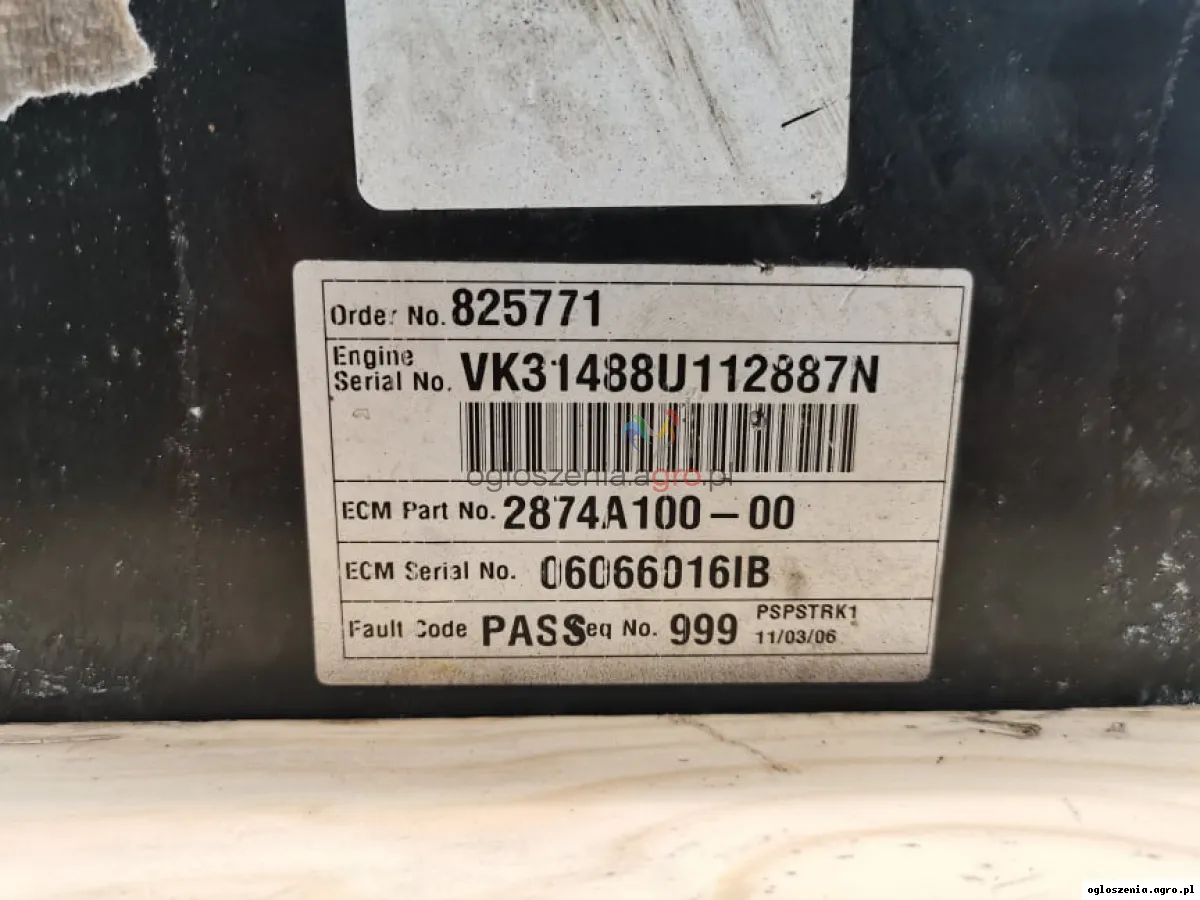 Order No. 825771
Engine
Serial No. VK31488U112887N
ogloszenia.agro.pl
ECM Part No. 2874A100-00
ECM Serial No. 06066016IB
Fault Code PASS Seq No. 999 PSPSTRK1
11/03/06
ogloszenia.agro.pl